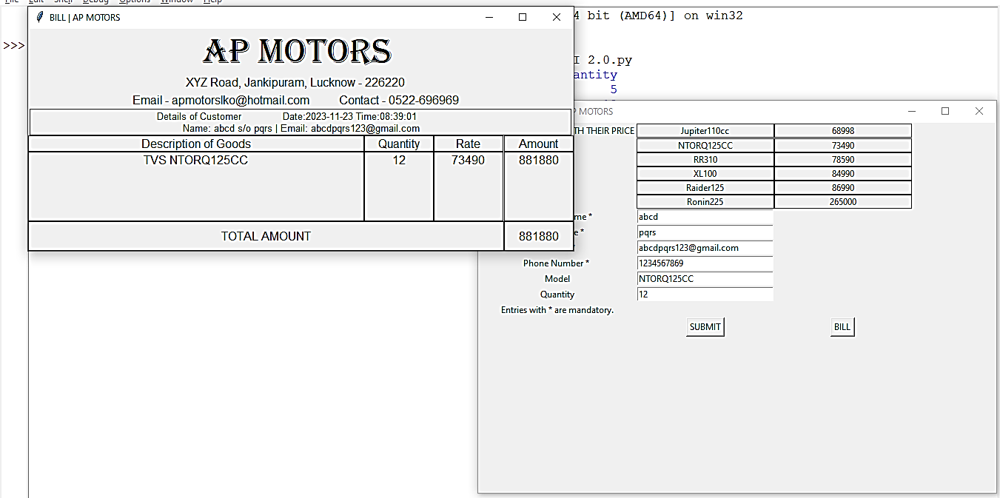 File Edit Shell Debug Options Window Help
4 bit (AMD64)] on win32
>>>
I 2.0.py
antity
5
BILL | AP MOTORS
AP MOTORS
XYZ Road, Jankipuram, Lucknow - 226220
Email - apmotorslko@hotmail.com Contact - 0522-696969
Details of Customer Date:2023-11-23 Time:08:39:01
Name: abcd s/o pqrs | Email: abcdpqrs123@gmail.com
Description of Goods Quantity Rate Amount
TVS NTORQ125CC 12 73490 881880
TOTAL AMOUNT 881880
P MOTORS
TH THEIR PRICE Jupiter110cc 68998
NTORQ125CC 73490
RR310 78590
XL100 84990
Raider125 86990
Ronin225 265000
me * abcd
e * pqrs
abcdpqrs123@gmail.com
Phone Number * 1234567869
Model NTORQ125CC
Quantity 12
Entries with * are mandatory.
SUBMIT BILL